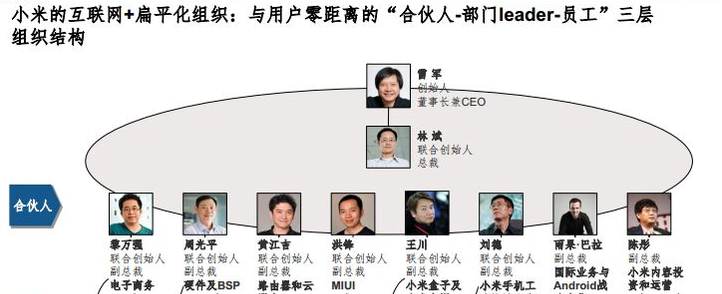 小米的互联网+扁平化组织：与用户零距离的“合伙人-部门leader-员工”三层
组织结构
雷军
创始人
董事长兼CEO
林斌
联合创始人
总裁
合伙人
黎万强 周光平 黄江吉 洪锋 王川 刘德 雨果·巴拉 陈彤
联合创始人 联合创始人 联合创始人 联合创始人 联合创始人 联合创始人 副总裁 副总裁
副总裁 副总裁 副总裁 副总裁 副总裁 副总裁 国际业务与 小米内容投
电子商务 硬件及BSP 路由器和云 MIUI 小米盒子及 小米手机工 Android战 资和运营